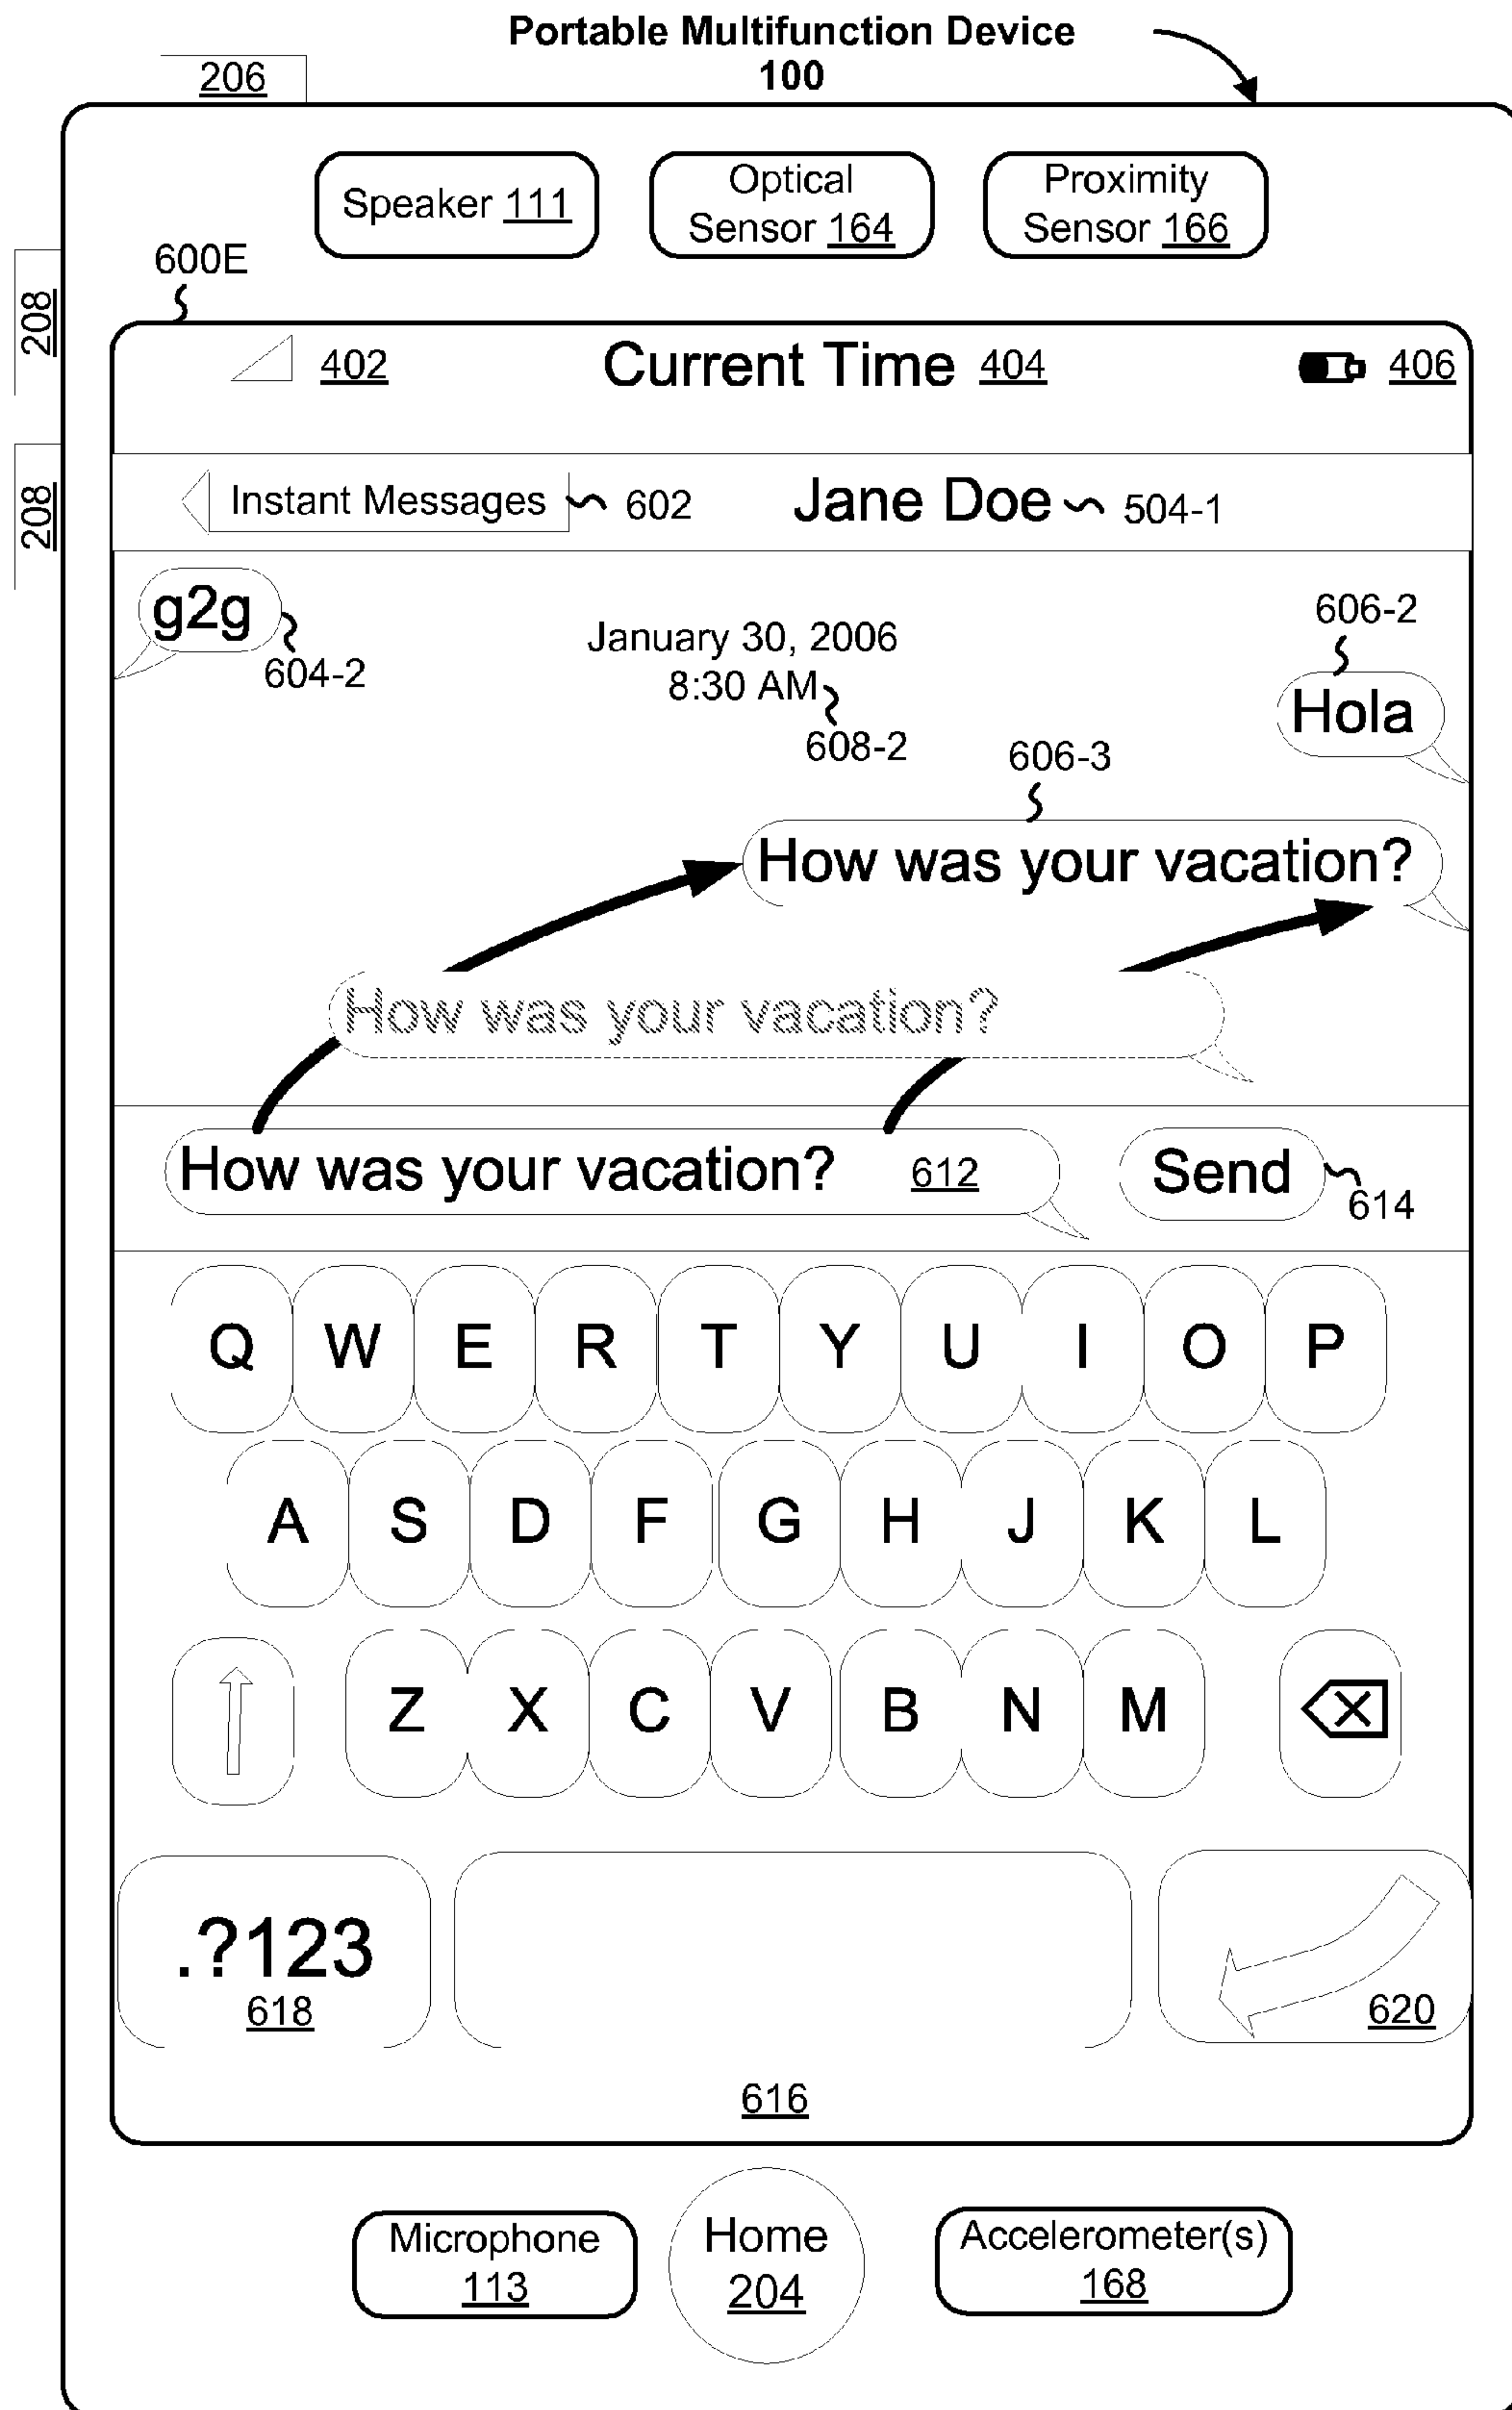 Portable Multifunction Device
100
206
Speaker 111
Optical
Sensor 164
Proximity
Sensor 166
600E
208
402
Current Time 404
406
208
Instant Messages
602
Jane Doe
504-1
g2g
604-2
January 30, 2006
8:30 AM
608-2
606-2
Hola
606-3
How was your vacation?
How was your vacation?
How was your vacation? 612
Send
614
Q W E R T Y U I O P
A S D F G H J K L
Z X C V B N M
.?123
618
620
616
Microphone
113
Home
204
Accelerometer(s)
168